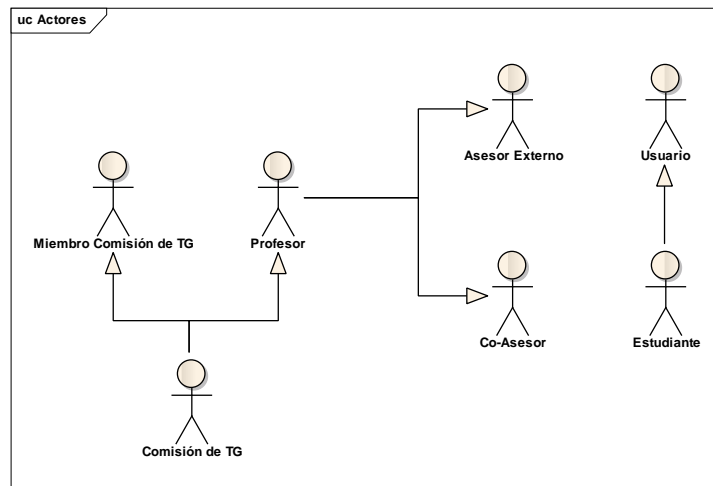 uc Actores
Asesor Externo
Usuario
Miembro Comisión de TG
Profesor
Co-Asesor
Estudiante
Comisión de TG